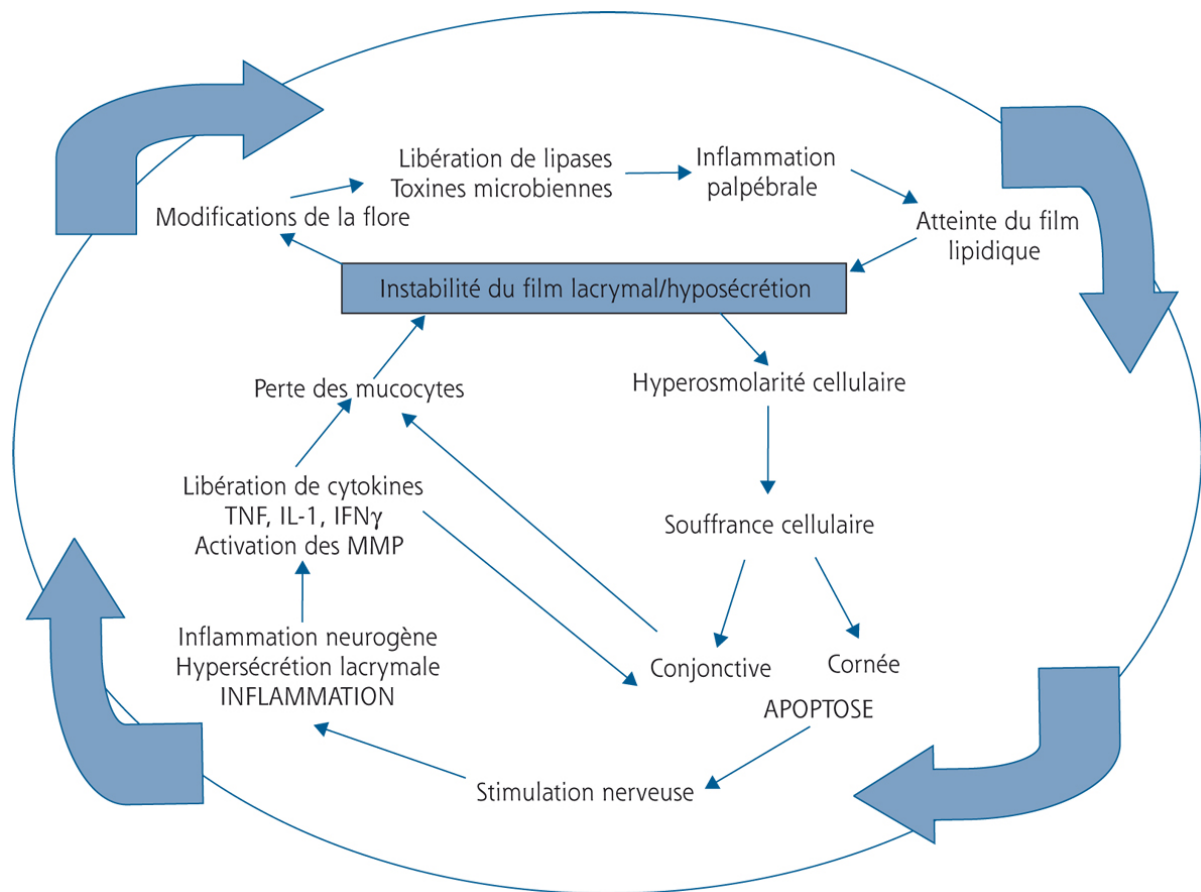 Libération de lipases
Toxines microbiennes
Inflammation
palpébrale
Modifications de la flore
Atteinte du film
lipidique
Instabilité du film lacrymal/hyposécrétion
Perte des mucocytes
Hyperosmolarité cellulaire
Libération de cytokines
TNF, IL-1, IFNγ
Activation des MMP
Souffrance cellulaire
Inflammation neurogène
Hypersécrétion lacrymale
INFLAMMATION
Conjonctive
Cornée
APOPTOSE
Stimulation nerveuse